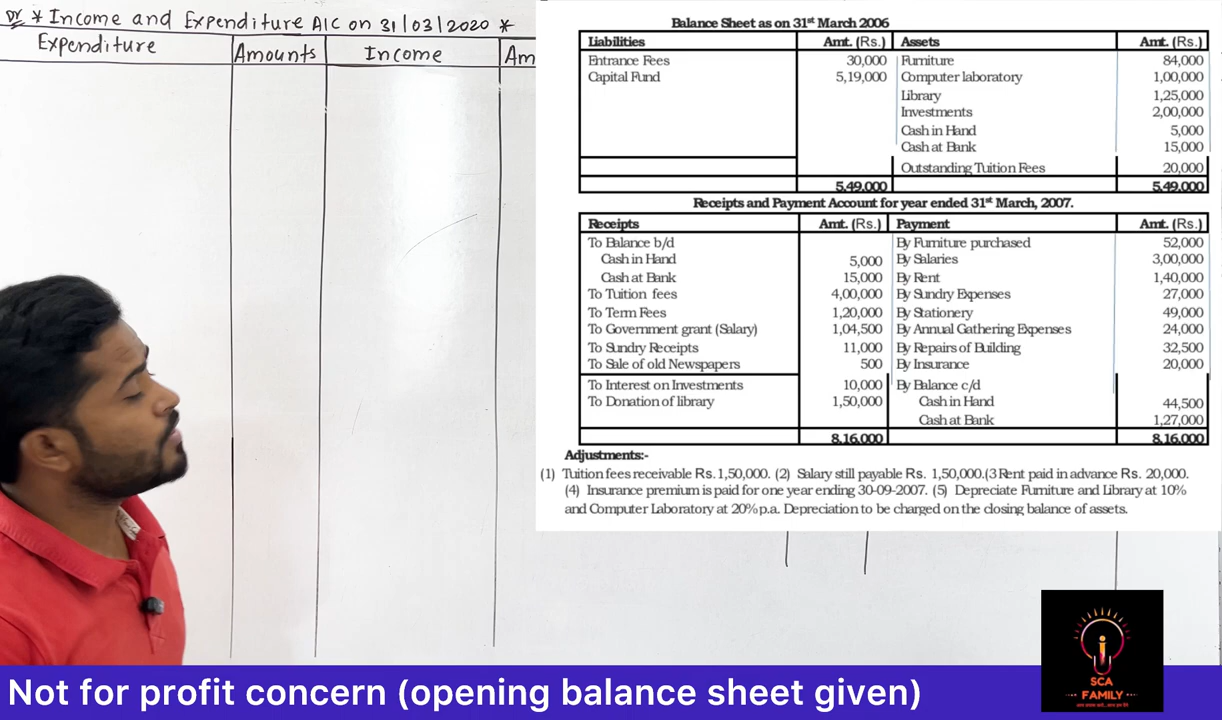 Dr * Income and Expenditure A/C on 31/03/2020 *
Expenditure Amounts Income Am
Balance Sheet as on 31st March 2006
Liabilities Amt. (Rs.) Assets Amt. (Rs.)
Entrance Fees 30,000 Furniture 84,000
Capital Fund 5,19,000 Computer laboratory 1,00,000
Library 1,25,000
Investments 2,00,000
Cash in Hand 5,000
Cash at Bank 15,000
Outstanding Tuition Fees 20,000
5,49,000 5,49,000
Receipts and Payment Account for year ended 31st March, 2007.
Receipts Amt. (Rs.) Payment Amt. (Rs.)
To Balance b/d By Furniture purchased 52,000
Cash in Hand 5,000 By Salaries 3,00,000
Cash at Bank 15,000 By Rent 1,40,000
To Tuition fees 4,00,000 By Sundry Expenses 27,000
To Term Fees 1,20,000 By Stationery 49,000
To Government grant (Salary) 1,04,500 By Annual Gathering Expenses 24,000
To Sundry Receipts 11,000 By Repairs of Building 32,500
To Sale of old Newspapers 500 By Insurance 20,000
To Interest on Investments 10,000 By Balance c/d
To Donation of library 1,50,000 Cash in Hand 44,500
Cash at Bank 1,27,000
8,16,000 8,16,000
Adjustments:-
(1) Tuition fees receivable Rs. 1,50,000. (2) Salary still payable Rs. 1,50,000.(3 Rent paid in advance Rs. 20,000.
(4) Insurance premium is paid for one year ending 30-09-2007. (5) Depreciate Furniture and Library at 10%
and Computer Laboratory at 20% p.a. Depreciation to be charged on the closing balance of assets.
SCA
FAMILY
Not for profit concern (opening balance sheet given)